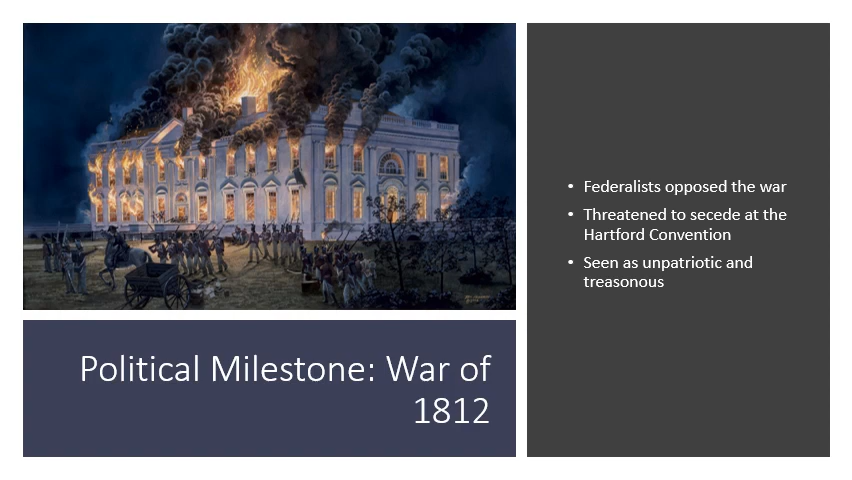 Political Milestone: War of
1812
• Federalists opposed the war
• Threatened to secede at the
Hartford Convention
• Seen as unpatriotic and
treasonous